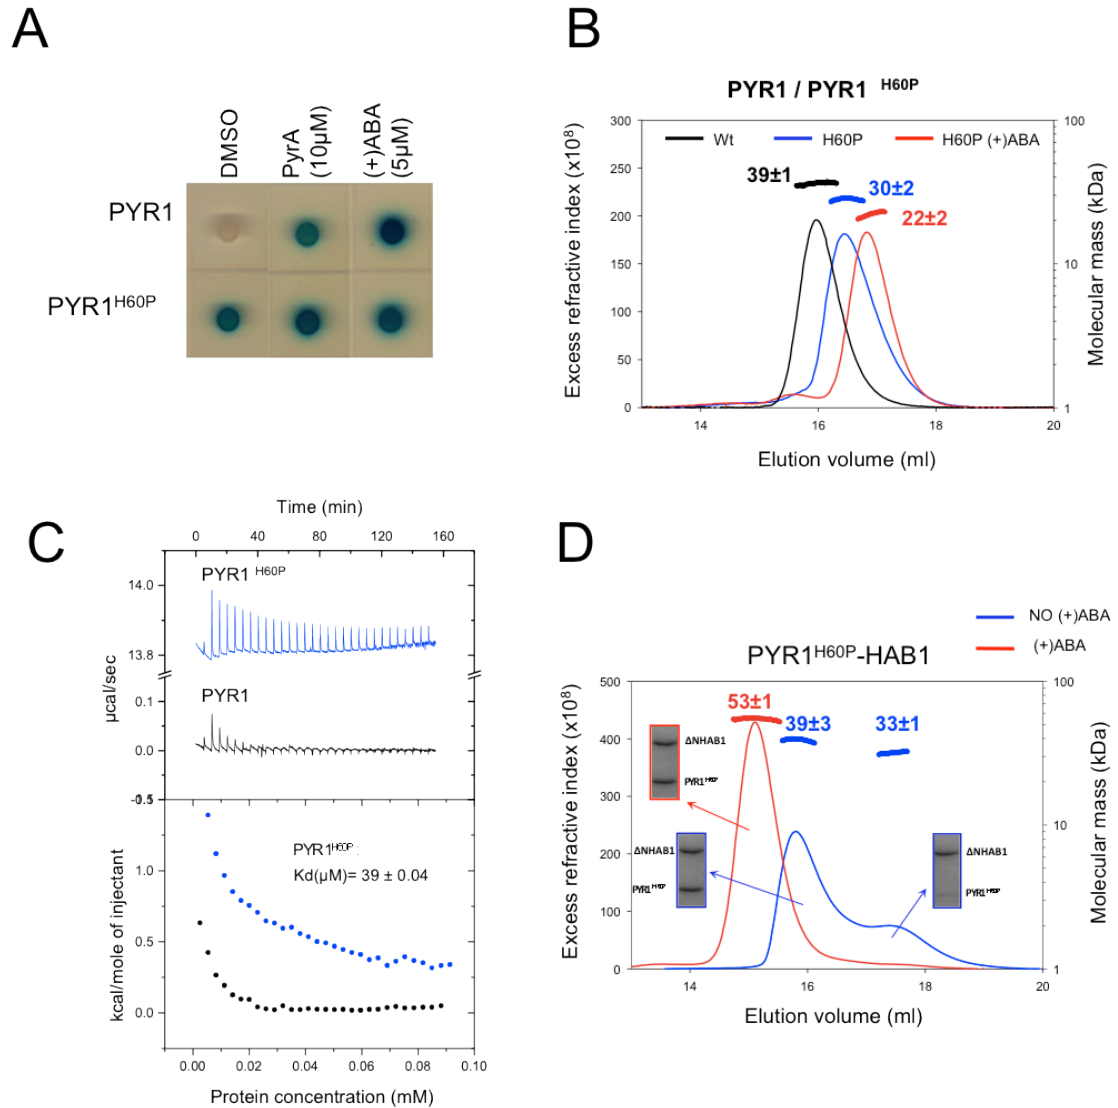 A
DMSO
PyrA
(10µM)
(+)ABA
(5µM)
PYR1
PYR1H60P
B
PYR1 / PYR1 H60P
Wt
H60P
H60P (+)ABA
39±1
30±2
22±2
300
250
200
150
100
50
0
100
10
1
14
16
18
20
Excess refractive index (x10⁸)
Molecular mass (kDa)
Elution volume (ml)
C
Time (min)
0
40
80
120
160
PYR1 H60P
14.0
13.8
PYR1
0.1
0.0
-0.5
1.0
0.5
0.0
µcal/sec
kcal/mole of injectant
PYR1H60P :
Kd(µM)= 39 ± 0.04
0.00
0.02
0.04
0.06
0.08
0.10
Protein concentration (mM)
D
NO (+)ABA
(+)ABA
PYR1H60P-HAB1
53±1
39±3
33±1
500
400
300
200
100
0
100
10
1
ΔNHAB1
PYR1H60P
ΔNHAB1
PYR1H60P
ΔNHAB1
PYR1H60P
14
16
18
20
Excess refractive index (x10⁸)
Molecular mass (kDa)
Elution volume (ml)